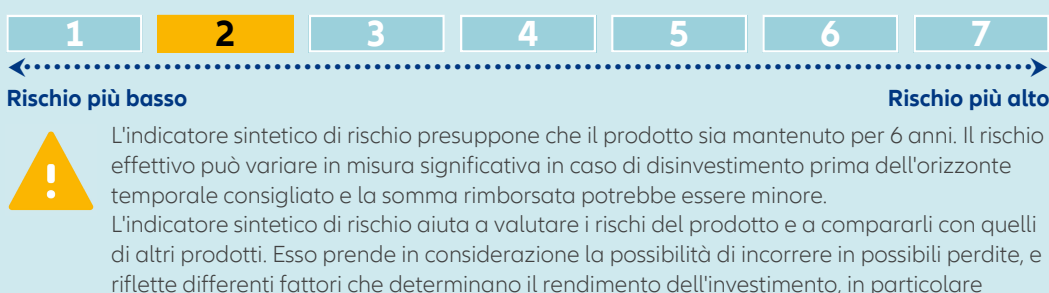 1 2 3 4 5 6 7
Rischio più basso Rischio più alto
L'indicatore sintetico di rischio presuppone che il prodotto sia mantenuto per 6 anni. Il rischio
effettivo può variare in misura significativa in caso di disinvestimento prima dell'orizzonte
temporale consigliato e la somma rimborsata potrebbe essere minore.
L'indicatore sintetico di rischio aiuta a valutare i rischi del prodotto e a compararli con quelli
di altri prodotti. Esso prende in considerazione la possibilità di incorrere in possibili perdite, e
riflette differenti fattori che determinano il rendimento dell'investimento, in particolare